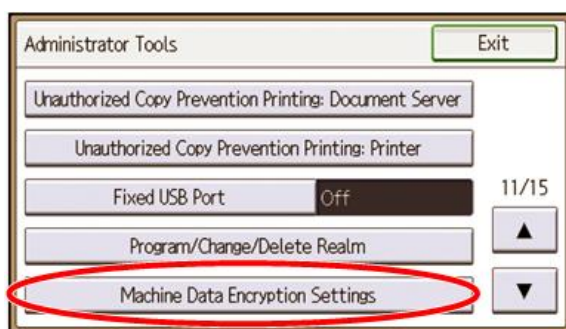 Administrator Tools
Exit
Unauthorized Copy Prevention Printing: Document Server
Unauthorized Copy Prevention Printing: Printer
Fixed USB Port
Off
11/15
Program/Change/Delete Realm
Machine Data Encryption Settings